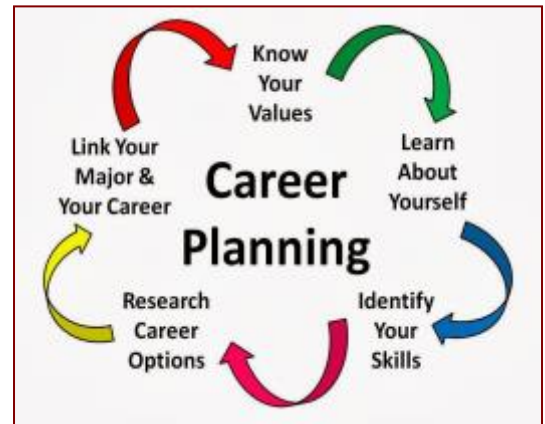 Career
Planning
Know
Your
Values
Learn
About
Yourself
Identify
Your
Skills
Research
Career
Options
Link Your
Major &
Your Career